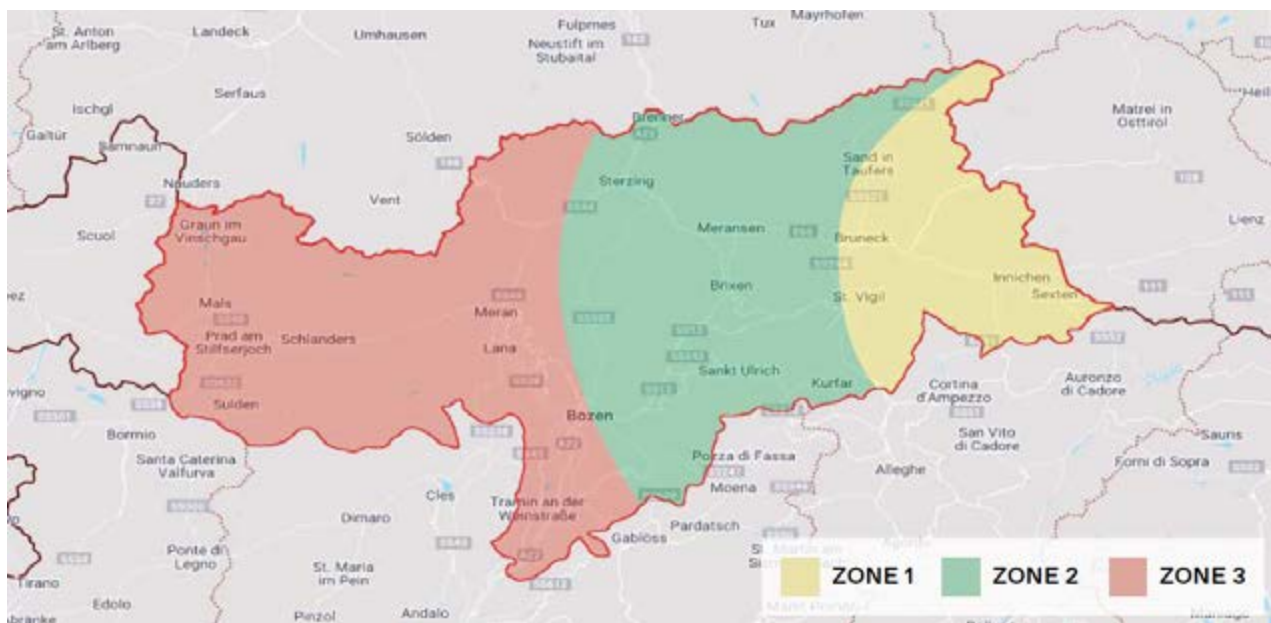 St. Anton
am Arlberg
Landeck
Umhausen
Fulpmes
Neustift im
Stubaital
Tux
Mayrhofen
Ischgl
Serfaus
Galtür
Samnaun
Sölden
Brenner
Matrei in
Osttirol
Nauders
Vent
Sterzing
Sand in
Taufers
Scuol
Graun im
Vinschgau
Meransen
Bruneck
Lienz
Mals
Meran
Brixen
St. Vigil
Innichen
Sexten
Prad am
Stilfserjoch
Schlanders
Lana
Sankt Ulrich
Kurfar
Sulden
Bozen
Cortina
d'Ampezzo
Auronzo
di Cadore
Bormio
San Vito
di Cadore
Sauris
Santa Caterina
Valfurva
Pozza di Fassa
Moena
Alleghe
Forni di Sopra
Cles
Tramin an der
Weinstraße
Dimaro
Gablöss
Pardatsch
Ponte di
Legno
St. Maria
im Pein
Tirano
Edolo
Pinzol
Andalo
ZONE 1
ZONE 2
ZONE 3